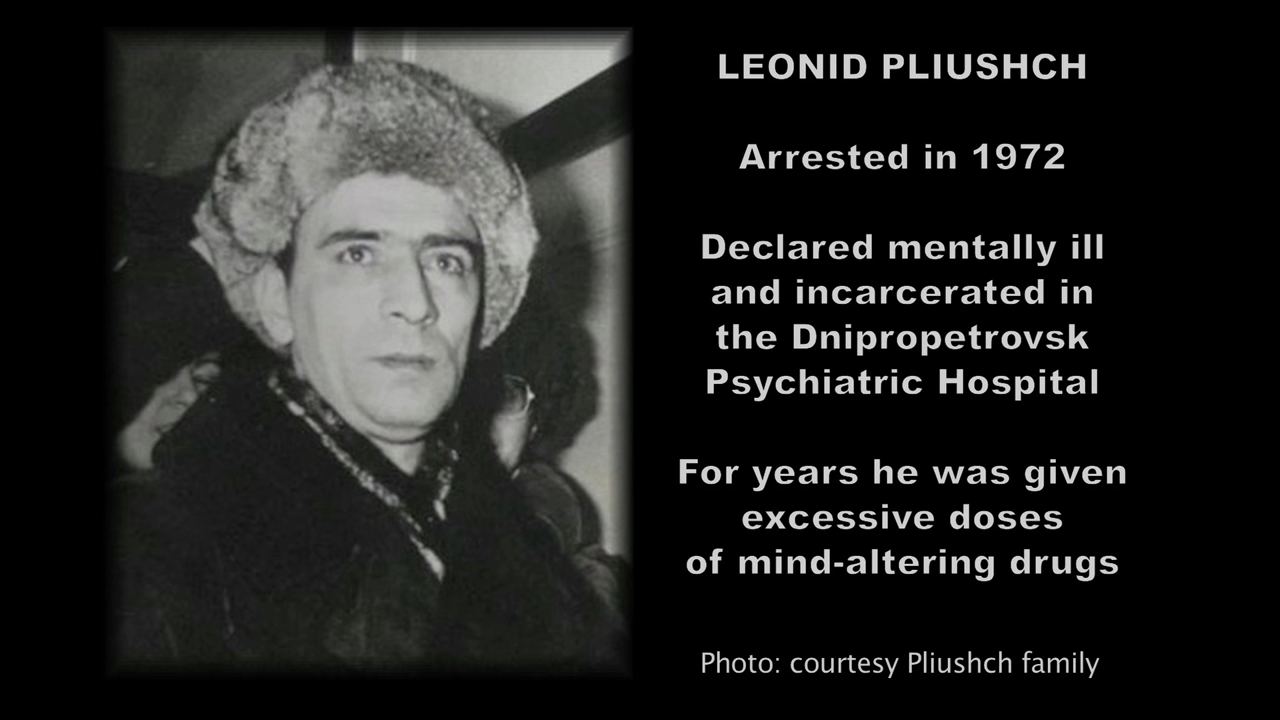 LEONID PLIUSHCH
Arrested in 1972
Declared mentally ill
and incarcerated in
the Dnipropetrovsk
Psychiatric Hospital
For years he was given
excessive doses
of mind-altering drugs
Photo: courtesy Pliushch family